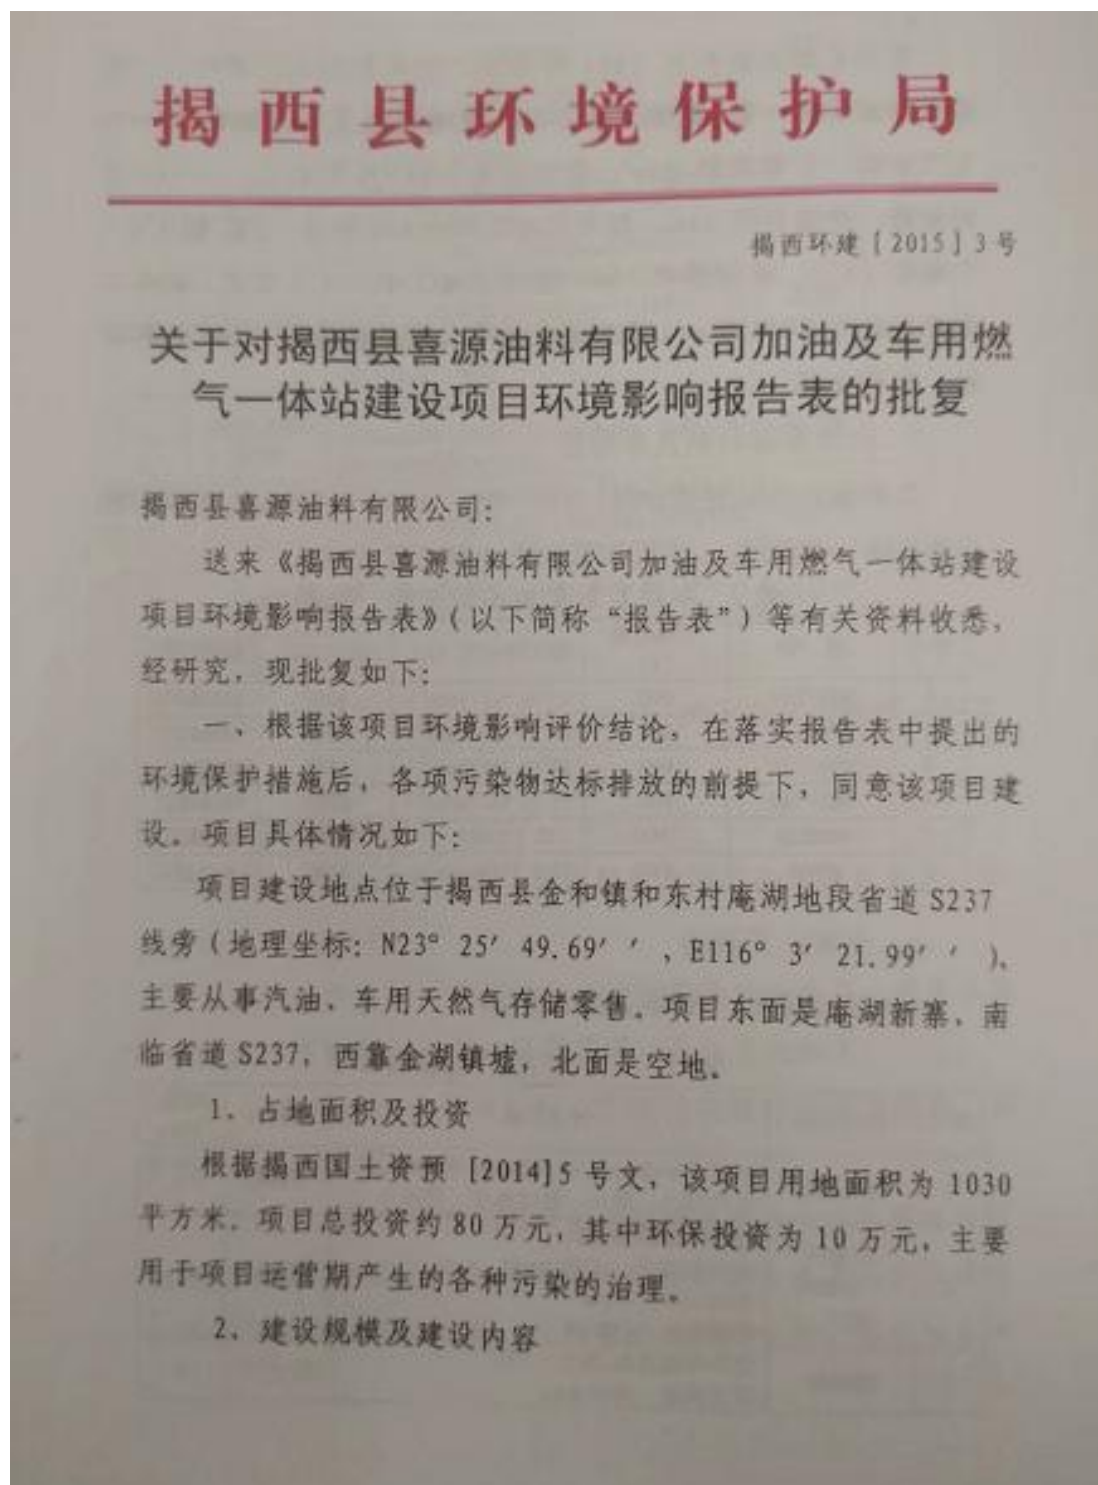 揭西县环境保护局
揭西环建［2015］3号
关于对揭西县喜源油料有限公司加油及车用燃
气一体站建设项目环境影响报告表的批复
揭西县喜源油料有限公司：
送来《揭西县喜源油料有限公司加油及车用燃气一体站建设
项目环境影响报告表》（以下简称“报告表”）等有关资料收悉，
经研究，现批复如下：
一、根据该项目环境影响评价结论，在落实报告表中提出的
环境保护措施后，各项污染物达标排放的前提下，同意该项目建
设。项目具体情况如下：
项目建设地点位于揭西县金和镇和东村庵湖地段省道S237
线旁（地理坐标：N23° 25′ 49.69′ ′，E116° 3′ 21.99′ ′ ）。
主要从事汽油、车用天然气存储零售。项目东面是庵湖新寨、南
临省道S237，西靠金湖镇墟，北面是空地。
1、占地面积及投资
根据揭西国土资预 [2014]5 号文，该项目用地面积为 1030
平方米。项目总投资约 80 万元，其中环保投资为 10 万元，主要
用于项目运营期产生的各种污染的治理。
2、建设规模及建设内容